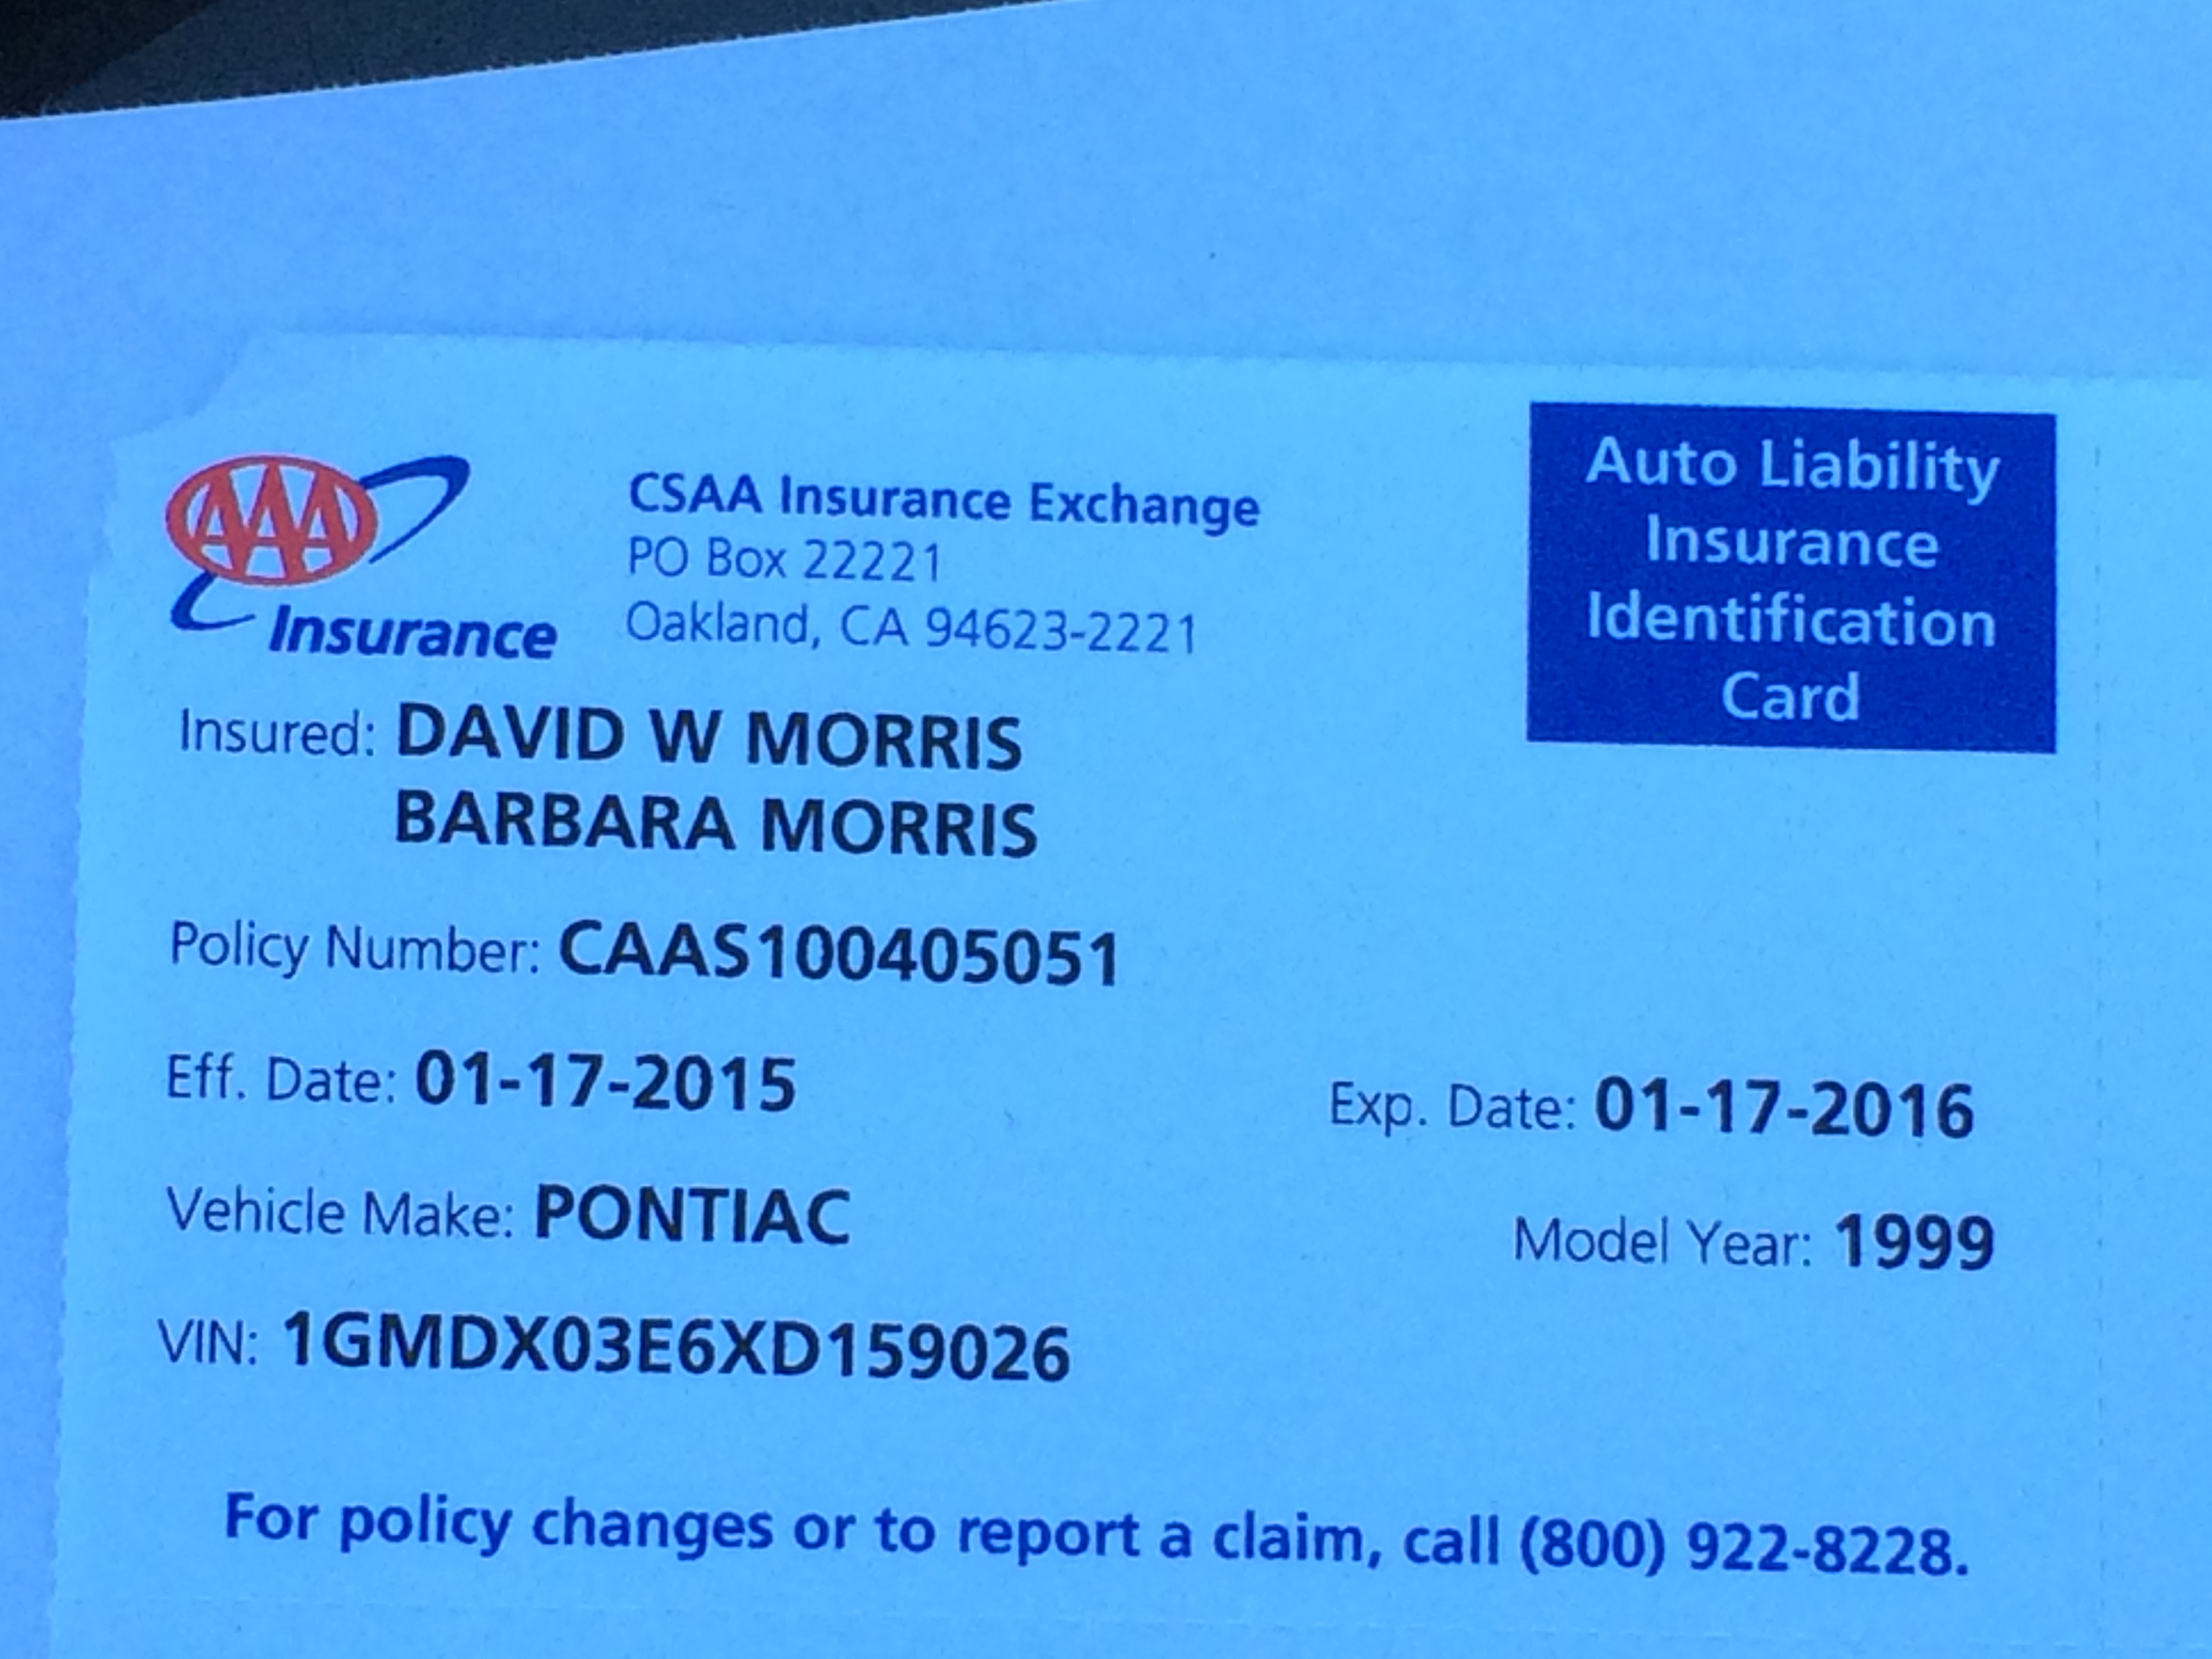 AAA
Insurance
CSAA Insurance Exchange
PO Box 22221
Oakland, CA 94623-2221
Auto Liability
Insurance
Identification
Card
Insured: DAVID W MORRIS
BARBARA MORRIS
Policy Number: CAAS100405051
Eff. Date: 01-17-2015
Exp. Date: 01-17-2016
Vehicle Make: PONTIAC
Model Year: 1999
VIN: 1GMDX03E6XD159026
For policy changes or to report a claim, call (800) 922-8228.